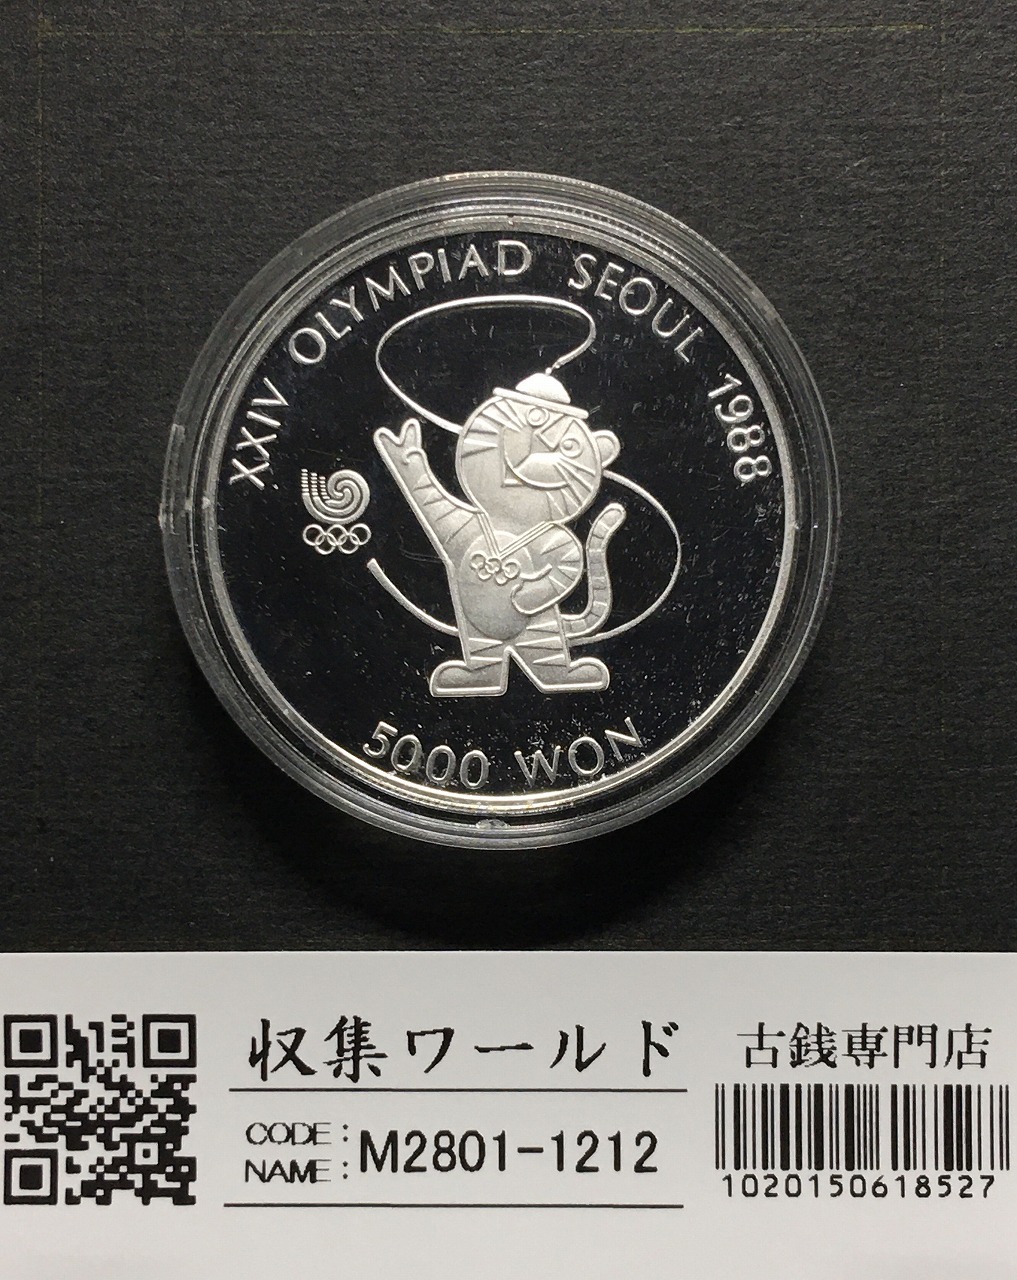 XXIV OLYMPIAD SEOUL 1988
5000 WON
収集ワールド
古銭専門店
CODE:
NAME:
M2801-1212
1020150618527